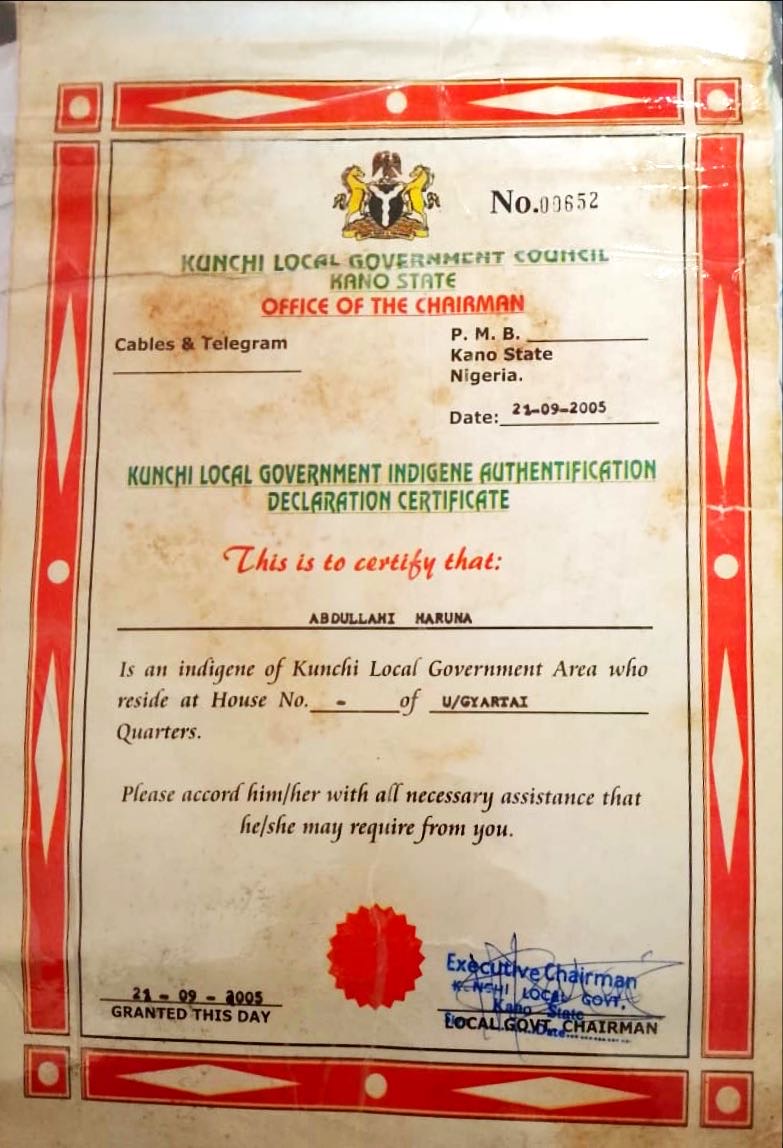 No.00652
KUNCHI LOCAL GOVERNMENT COUNCIL
KANO STATE
OFFICE OF THE CHAIRMAN
Cables & Telegram
P. M. B.
Kano State
Nigeria.
Date: 21-09-2005
KUNCHI LOCAL GOVERNMENT INDIGENE AUTHENTIFICATION
DECLARATION CERTIFICATE
This is to certify that:
ABDULLAHI HARUNA
Is an indigene of Kunchi Local Government Area who
reside at House No. - of U/GYARTAI
Quarters.
Please accord him/her with all necessary assistance that
he/she may require from you.
21 - 09 - 2005
GRANTED THIS DAY
Executive Chairman
KUNCHI LOCAL GOVT.
Kano State
Date
LOCAL GOVT. CHAIRMAN